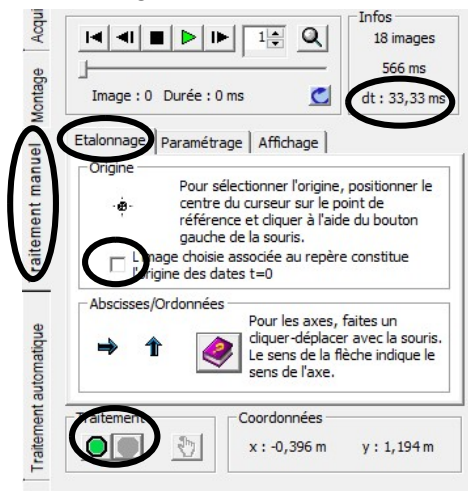 Acqui
Montage
raitement manuel
Traitement automatique
1
Image : 0 Durée : 0 ms
Infos
18 images
566 ms
dt : 33,33 ms
Etalonnage
Paramétrage
Affichage
Origine
Pour sélectionner l'origine, positionner le
centre du curseur sur le point de
référence et cliquer à l'aide du bouton
gauche de la souris.
L'image choisie associée au repère constitue
l'origine des dates t=0
Abscisses/Ordonnées
Pour les axes, faites un
cliquer-déplacer avec la souris.
Le sens de la flèche indique le
sens de l'axe.
Traitement
Coordonnées
x : -0,396 m y : 1,194 m